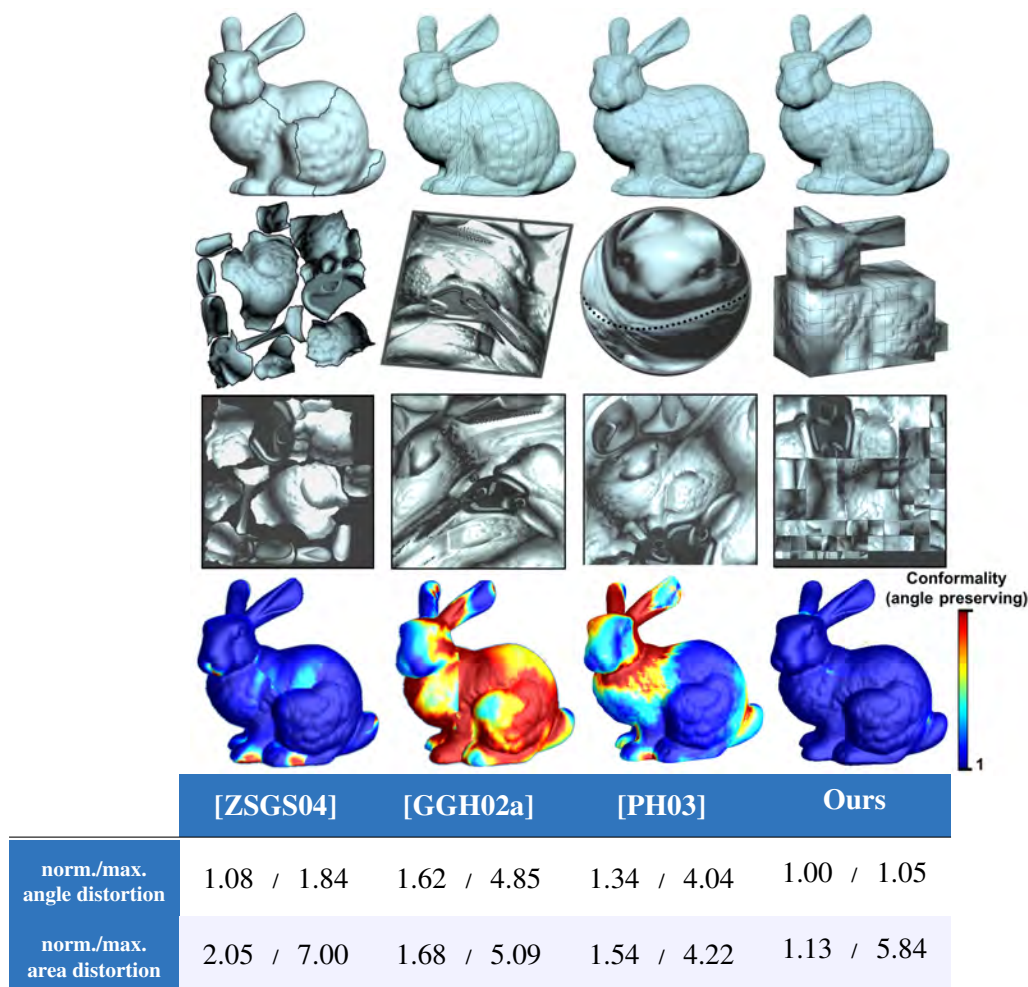 Conformality
(angle preserving)
1
[ZSGS04] [GGH02a] [PH03] Ours
norm./max.
angle distortion
1.08 / 1.84 1.62 / 4.85 1.34 / 4.04 1.00 / 1.05
norm./max.
area distortion
2.05 / 7.00 1.68 / 5.09 1.54 / 4.22 1.13 / 5.84